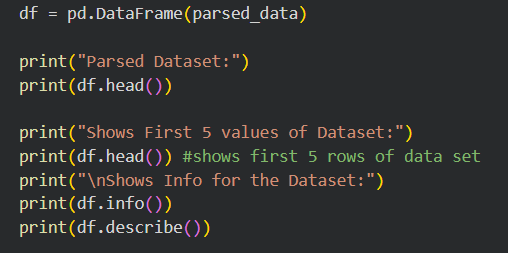 df = pd.DataFrame(parsed_data)
print("Parsed Dataset:")
print(df.head())
print("Shows First 5 values of Dataset:")
print(df.head()) #shows first 5 rows of data set
print("\nShows Info for the Dataset:")
print(df.info())
print(df.describe())